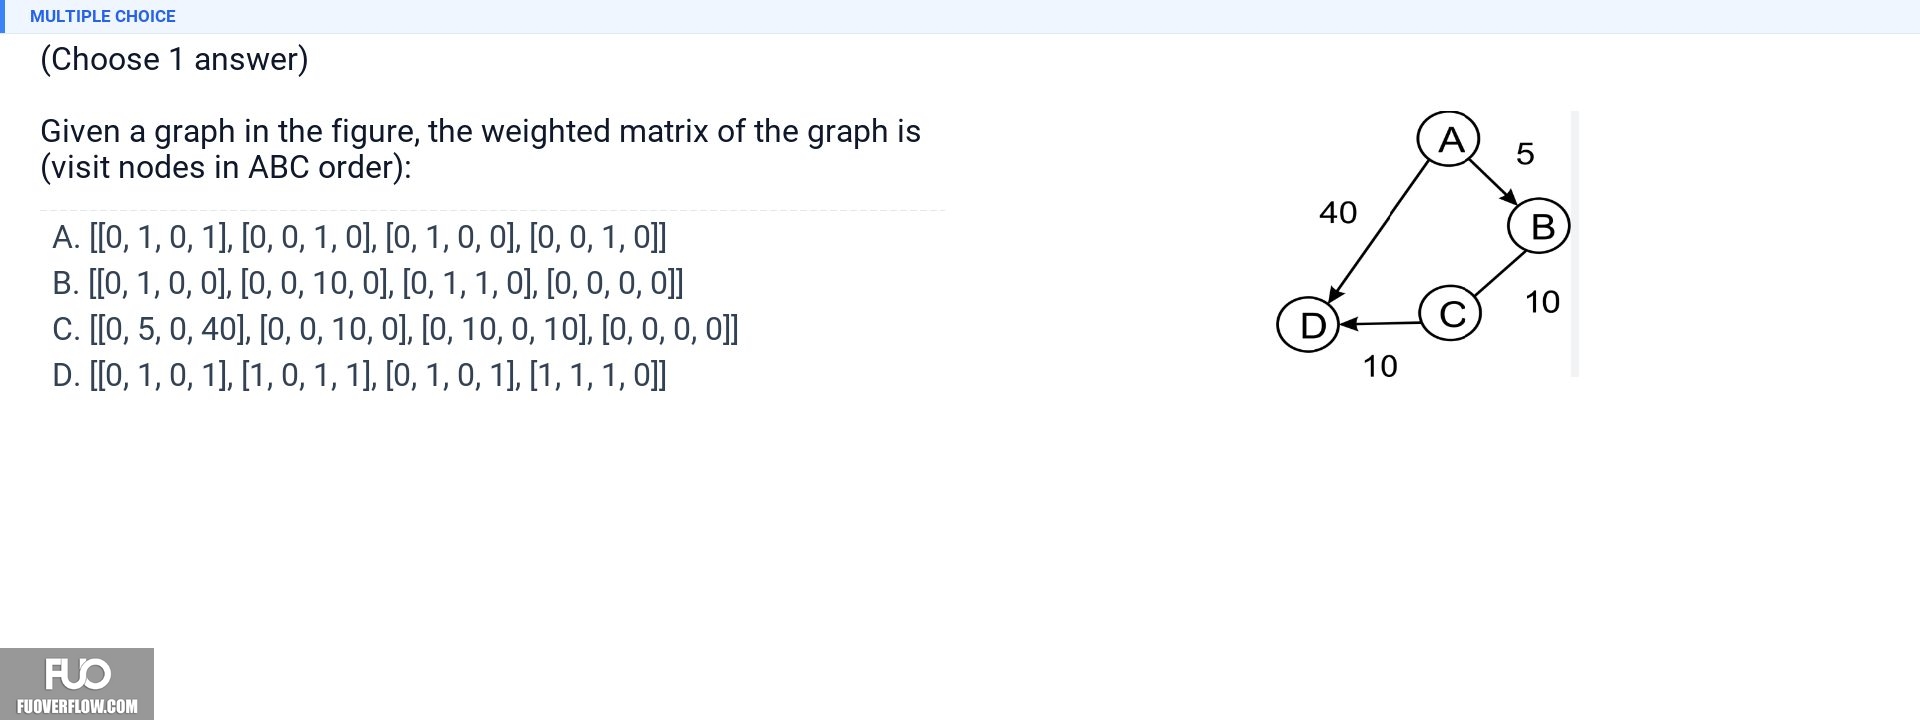 MULTIPLE CHOICE
(Choose 1 answer)
Given a graph in the figure, the weighted matrix of the graph is
(visit nodes in ABC order):
A. [[0, 1, 0, 1], [0, 0, 1, 0], [0, 1, 0, 0], [0, 0, 1, 0]]
B. [[0, 1, 0, 0], [0, 0, 10, 0], [0, 1, 1, 0], [0, 0, 0, 0]]
C. [[0, 5, 0, 40], [0, 0, 10, 0], [0, 10, 0, 10], [0, 0, 0, 0]]
D. [[0, 1, 0, 1], [1, 0, 1, 1], [0, 1, 0, 1], [1, 1, 1, 0]]
A
5
40
B
10
C
D
10
FUO
FUOVERFLOW.COM